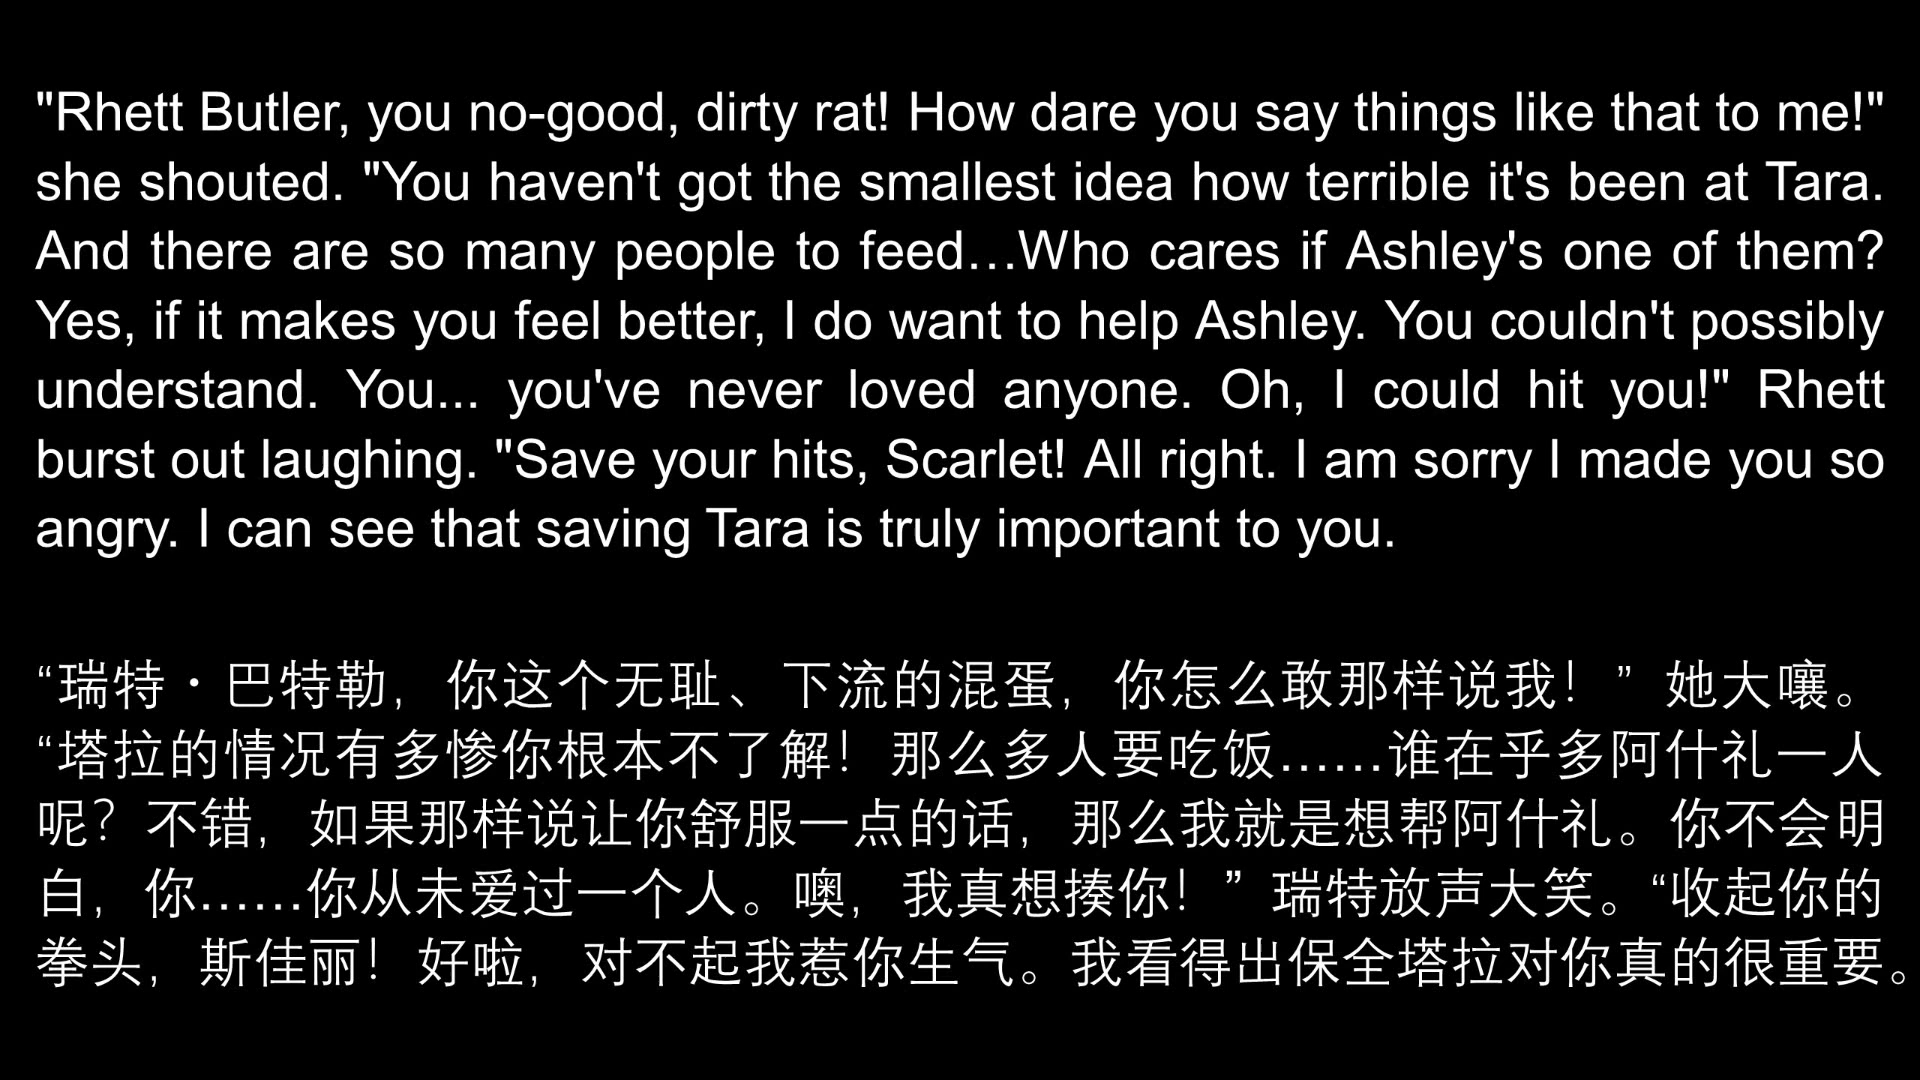 "Rhett Butler, you no-good, dirty rat! How dare you say things like that to me!"
she shouted. "You haven't got the smallest idea how terrible it's been at Tara.
And there are so many people to feed…Who cares if Ashley's one of them?
Yes, if it makes you feel better, I do want to help Ashley. You couldn't possibly
understand. You... you've never loved anyone. Oh, I could hit you!" Rhett
burst out laughing. "Save your hits, Scarlet! All right. I am sorry I made you so
angry. I can see that saving Tara is truly important to you.
“瑞特·巴特勒，你这个无耻、下流的混蛋，你怎么敢那样说我！”她大嚷。
“塔拉的情况有多惨你根本不了解！那么多人要吃饭……谁在乎多阿什礼一人
呢？不错，如果那样说让你舒服一点的话，那么我就是想帮阿什礼。你不会明
白，你……你从未爱过一个人。噢，我真想揍你！”瑞特放声大笑。“收起你的
拳头，斯佳丽！好啦，对不起我惹你生气。我看得出保全塔拉对你真的很重要。